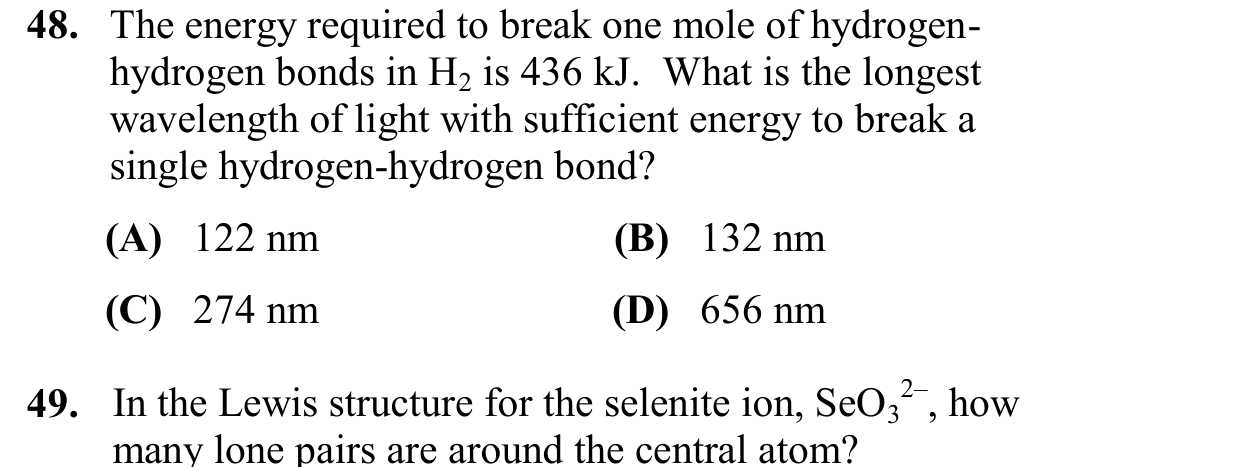 48. The energy required to break one mole of hydrogen-
hydrogen bonds in H₂ is 436 kJ. What is the longest
wavelength of light with sufficient energy to break a
single hydrogen-hydrogen bond?
(A) 122 nm (B) 132 nm
(C) 274 nm (D) 656 nm
49. In the Lewis structure for the selenite ion, SeO₃²⁻, how
many lone pairs are around the central atom?